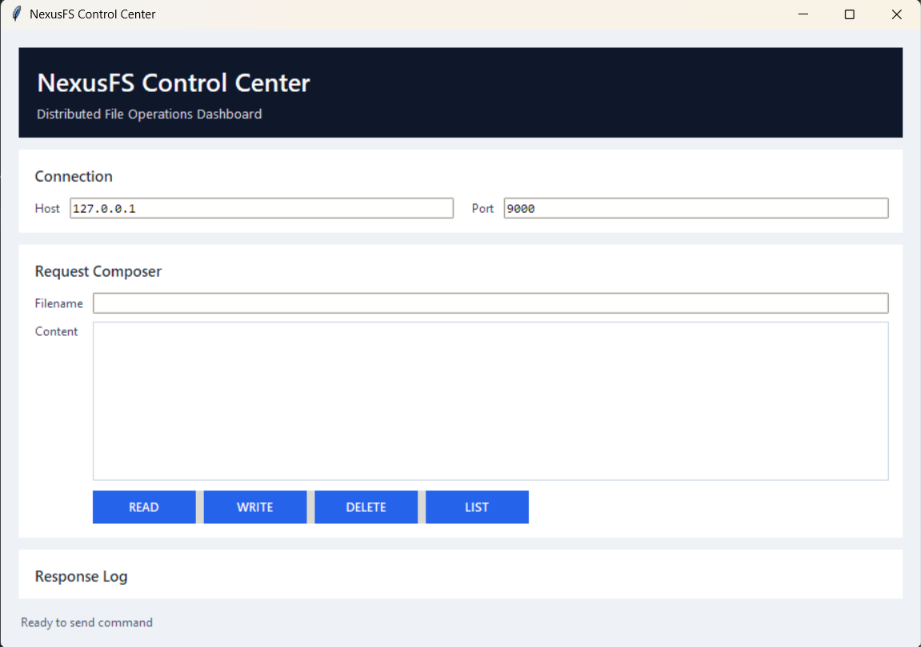 NexusFS Control Center
NexusFS Control Center
Distributed File Operations Dashboard
Connection
Host 127.0.0.1 Port 9000
Request Composer
Filename
Content
READ WRITE DELETE LIST
Response Log
Ready to send command